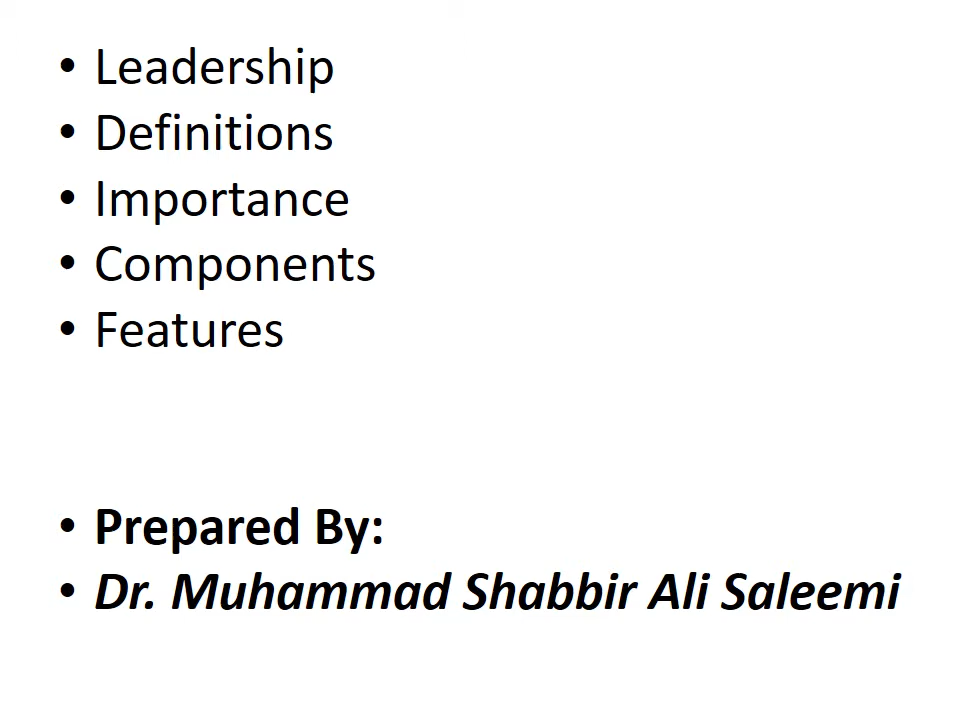 • Leadership
• Definitions
• Importance
• Components
• Features
• Prepared By:
• Dr. Muhammad Shabbir Ali Saleemi